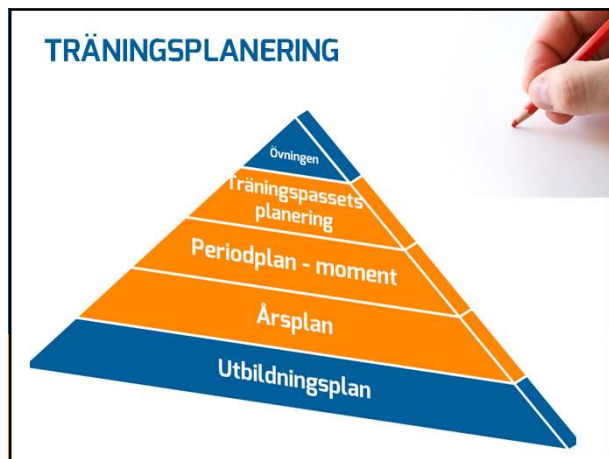 TRÄNINGSPLANERING
Övningen
Träningspassets
planering
Periodplan - moment
Årsplan
Utbildningsplan